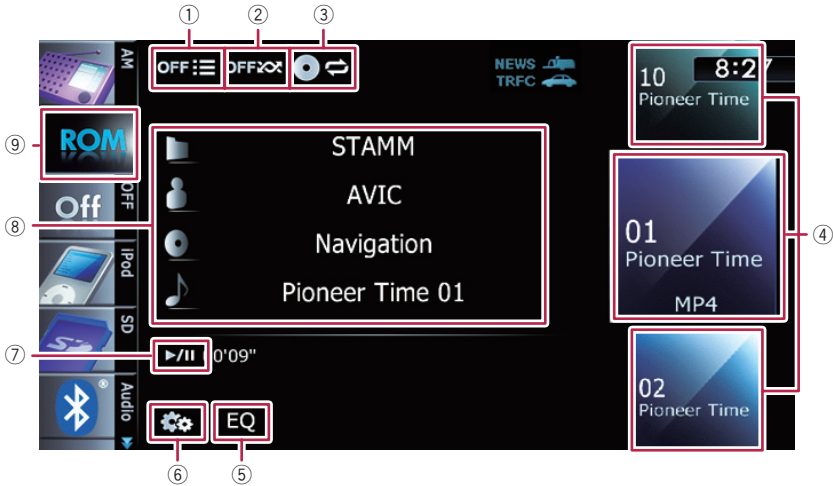 ① ② ③
AM
OFF
OFF
NEWS
TRFC
8:2
10
Pioneer Time
⑨
ROM
STAMM
OFF
Off
AVIC
⑧
Navigation
iPod
Pioneer Time 01
01
Pioneer Time
MP4
④
SD
⑦
►/II
0'09"
02
Pioneer Time
®
Audio
EQ
⑥ ⑤